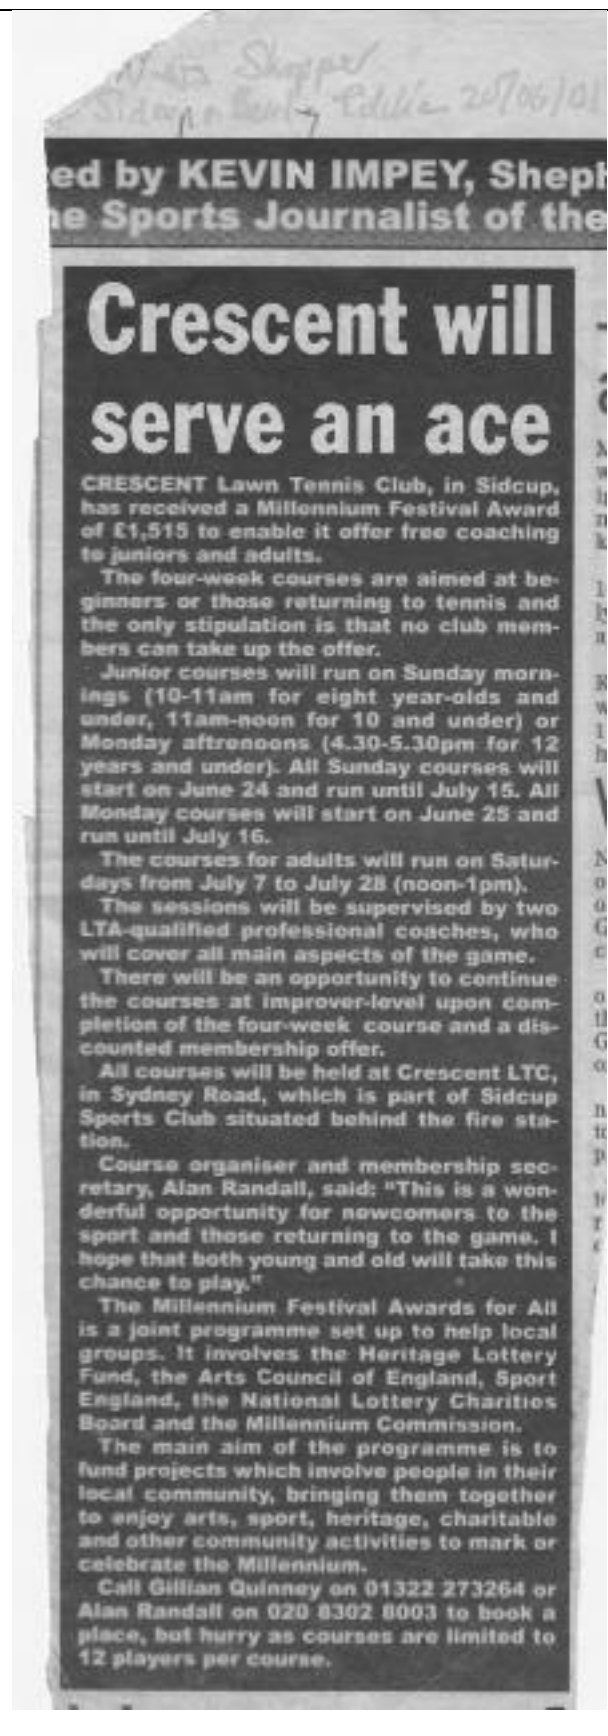 Shopper
Sidcup Edition 20/06/01
ted by KEVIN IMPEY, Sheph
he Sports Journalist of the
Crescent will
serve an ace
CRESCENT Lawn Tennis Club, in Sidcup,
has received a Millennium Festival Award
of £1,515 to enable it offer free coaching
to juniors and adults.
The four-week courses are aimed at be-
ginners or those returning to tennis and
the only stipulation is that no club mem-
bers can take up the offer.
Junior courses will run on Sunday morn-
ings (10-11am for eight year-olds and
under, 11am-noon for 10 and under) or
Monday aftrenoons (4.30-5.30pm for 12
years and under). All Sunday courses will
start on June 24 and run until July 15. All
Monday courses will start on June 25 and
run until July 16.
The courses for adults will run on Satur-
days from July 7 to July 28 (noon-1pm).
The sessions will be supervised by two
LTA-qualified professional coaches, who
will cover all main aspects of the game.
There will be an opportunity to continue
the courses at improver-level upon com-
pletion of the four-week course and a dis-
counted membership offer.
All courses will be held at Crescent LTC,
in Sydney Road, which is part of Sidcup
Sports Club situated behind the fire sta-
tion.
Course organiser and membership sec-
retary, Alan Randall, said: "This is a won-
derful opportunity for newcomers to the
sport and those returning to the game. I
hope that both young and old will take this
chance to play."
The Millennium Festival Awards for All
is a joint programme set up to help local
groups. It involves the Heritage Lottery
Fund, the Arts Council of England, Sport
England, the National Lottery Charities
Board and the Millennium Commission.
The main aim of the programme is to
fund projects which involve people in their
local community, bringing them together
to enjoy arts, sport, heritage, charitable
and other community activities to mark or
celebrate the Millennium.
Call Gillian Quinney on 01322 273264 or
Alan Randall on 020 8302 8003 to book a
place, but hurry as courses are limited to
12 players per course.